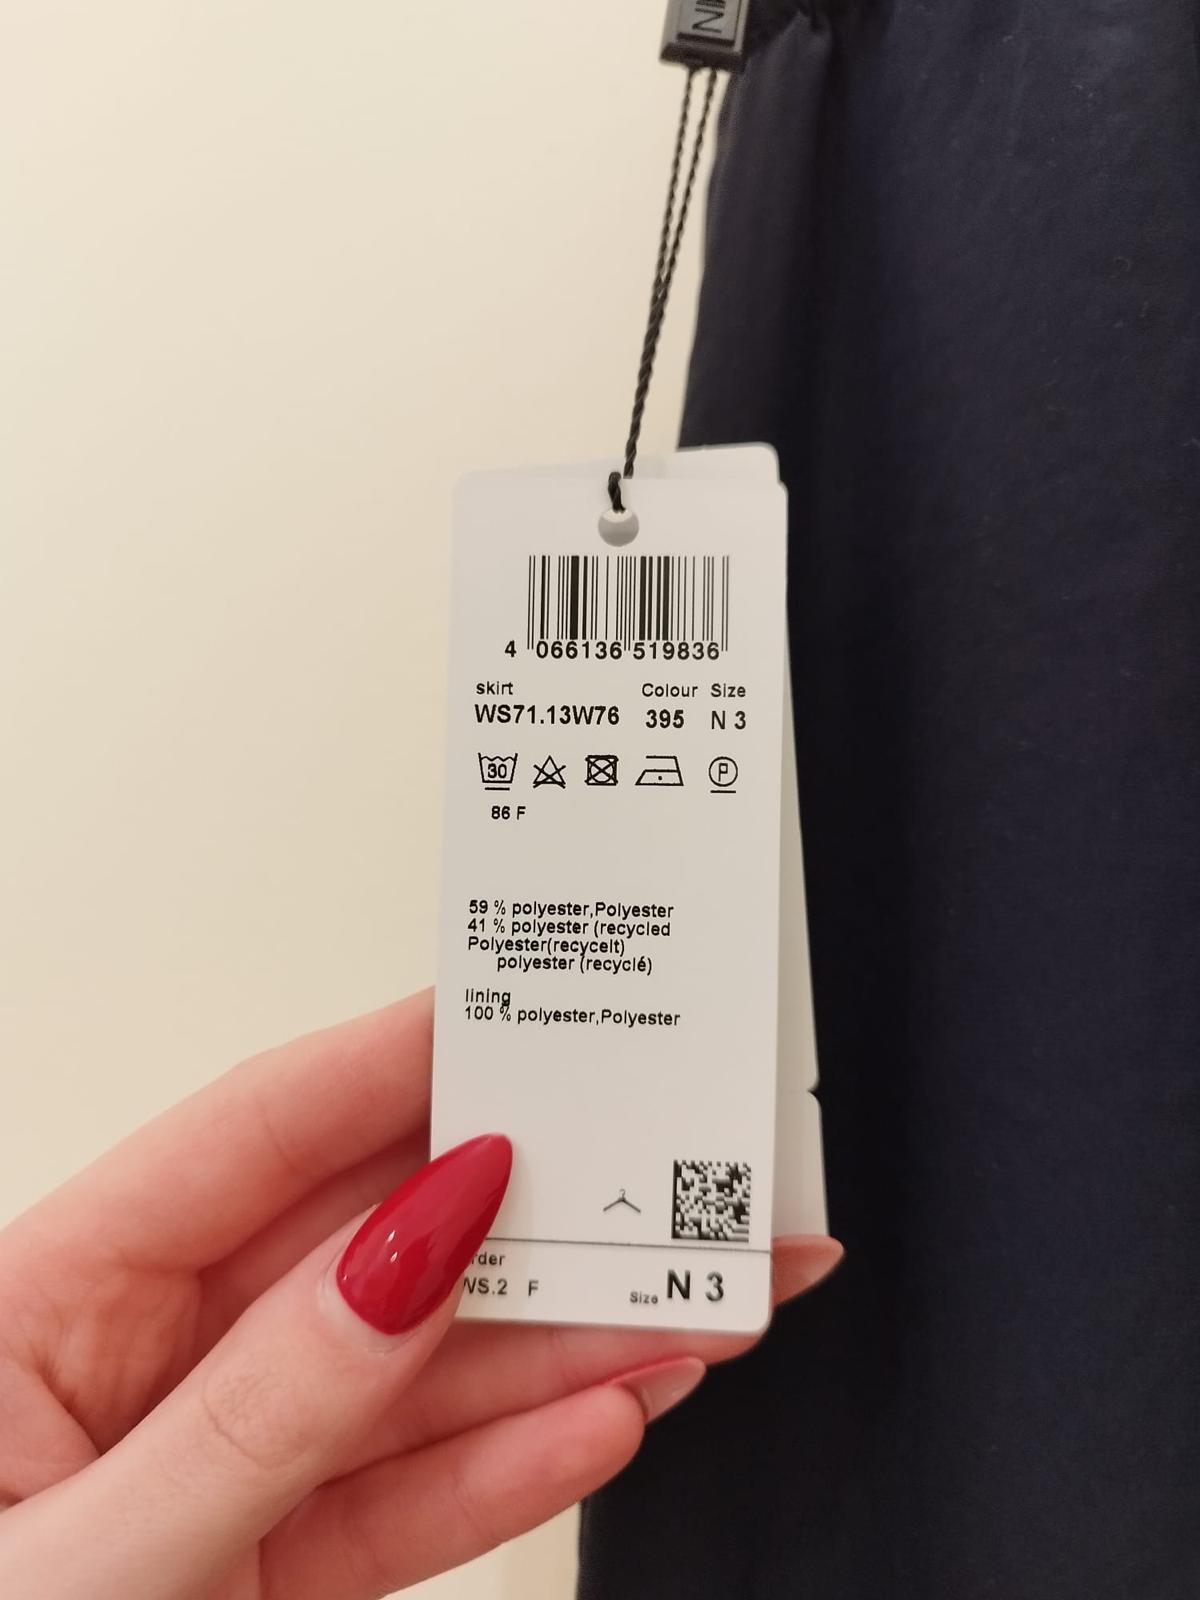 4 066136 519836
skirt Colour Size
WS71.13W76 395 N 3
30 P
86 F
59 % polyester,Polyester
41 % polyester (recycled
Polyester(recycelt)
polyester (recyclé)
lining
100 % polyester,Polyester
WS.2 F Size N 3